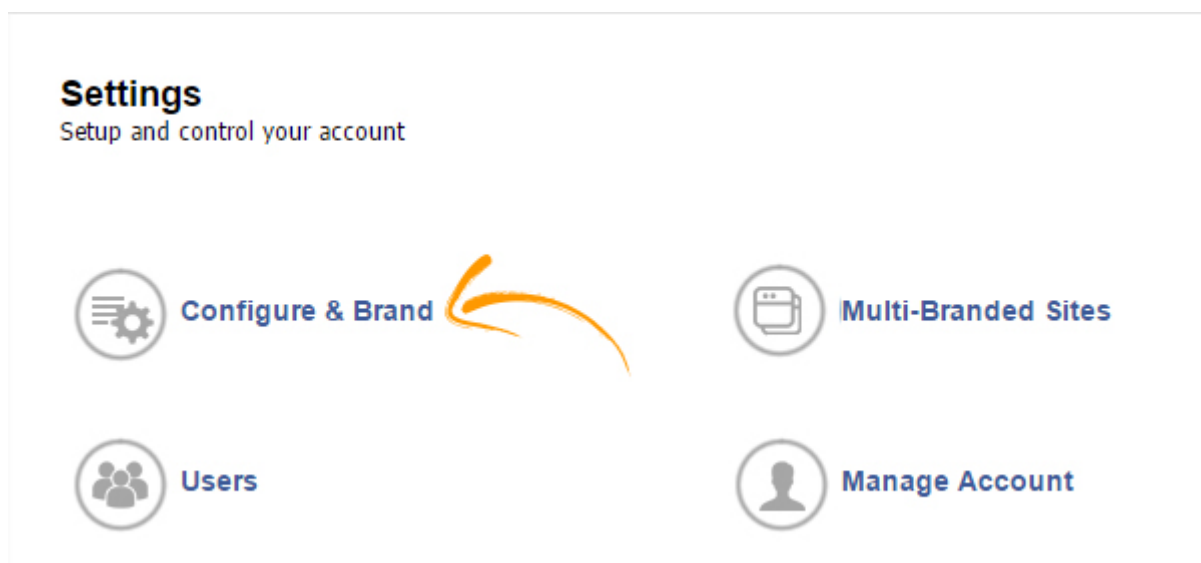 Settings
Setup and control your account
Configure & Brand
Multi-Branded Sites
Users
Manage Account